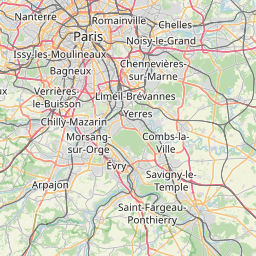 Nanterre
Romainville
Chelles
Paris
Noisy-le-Grand
Issy-les-Moulineaux
Bagneux
Chennevières-
sur-Marne
Verrières-
le-Buisson
Limeil-Brévannes
Yerres
Chilly-Mazarin
Morsang-
sur-Orge
Combs-la-
Ville
Évry
Savigny-le-
Temple
Arpajon
Saint-Fargeau-
Ponthierry